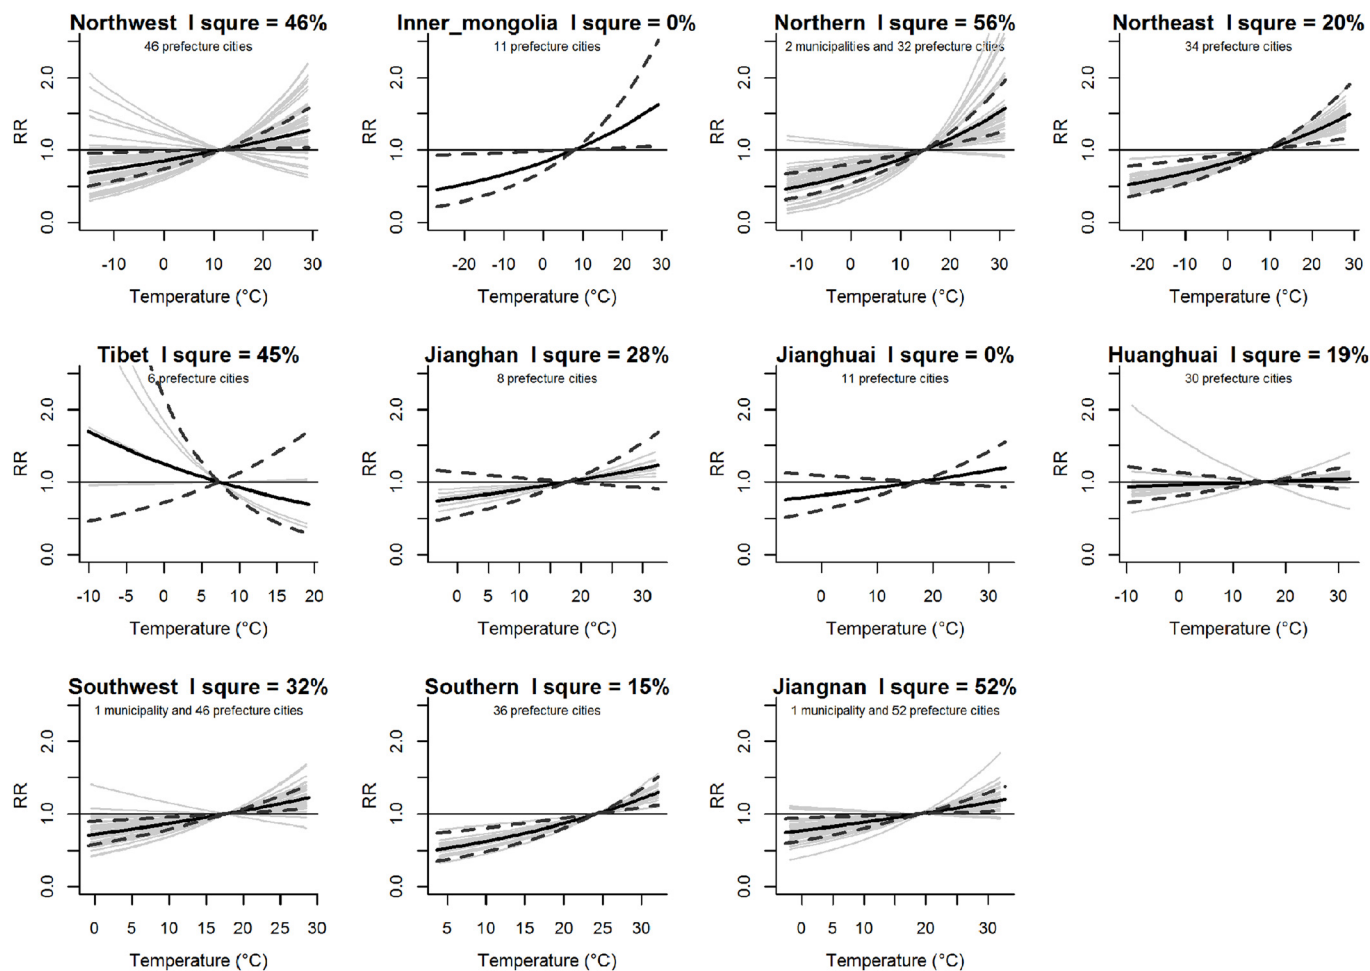 Northwest I squre = 46%
46 prefecture cities
RR
0.0 1.0 2.0
-10 0 10 20 30
Temperature (°C)
Inner_mongolia I squre = 0%
11 prefecture cities
RR
0.0 1.0 2.0
-20 -10 0 10 20 30
Temperature (°C)
Northern I squre = 56%
2 municipalities and 32 prefecture cities
RR
0.0 1.0 2.0
-10 0 10 20 30
Temperature (°C)
Northeast I squre = 20%
34 prefecture cities
RR
0.0 1.0 2.0
-20 -10 0 10 20 30
Temperature (°C)
Tibet I squre = 45%
6 prefecture cities
RR
0.0 1.0 2.0
-10 -5 0 5 10 15 20
Temperature (°C)
Jianghan I squre = 28%
8 prefecture cities
RR
0.0 1.0 2.0
0 5 10 15 20 25 30
Temperature (°C)
Jianghuai I squre = 0%
11 prefecture cities
RR
0.0 1.0 2.0
0 10 20 30
Temperature (°C)
Huanghuai I squre = 19%
30 prefecture cities
RR
0.0 1.0 2.0
-10 0 10 20 30
Temperature (°C)
Southwest I squre = 32%
1 municipality and 46 prefecture cities
RR
0.0 1.0 2.0
0 5 10 15 20 25 30
Temperature (°C)
Southern I squre = 15%
36 prefecture cities
RR
0.0 1.0 2.0
5 10 15 20 25 30
Temperature (°C)
Jiangnan I squre = 52%
1 municipality and 52 prefecture cities
RR
0.0 1.0 2.0
0 5 10 20 30
Temperature (°C)